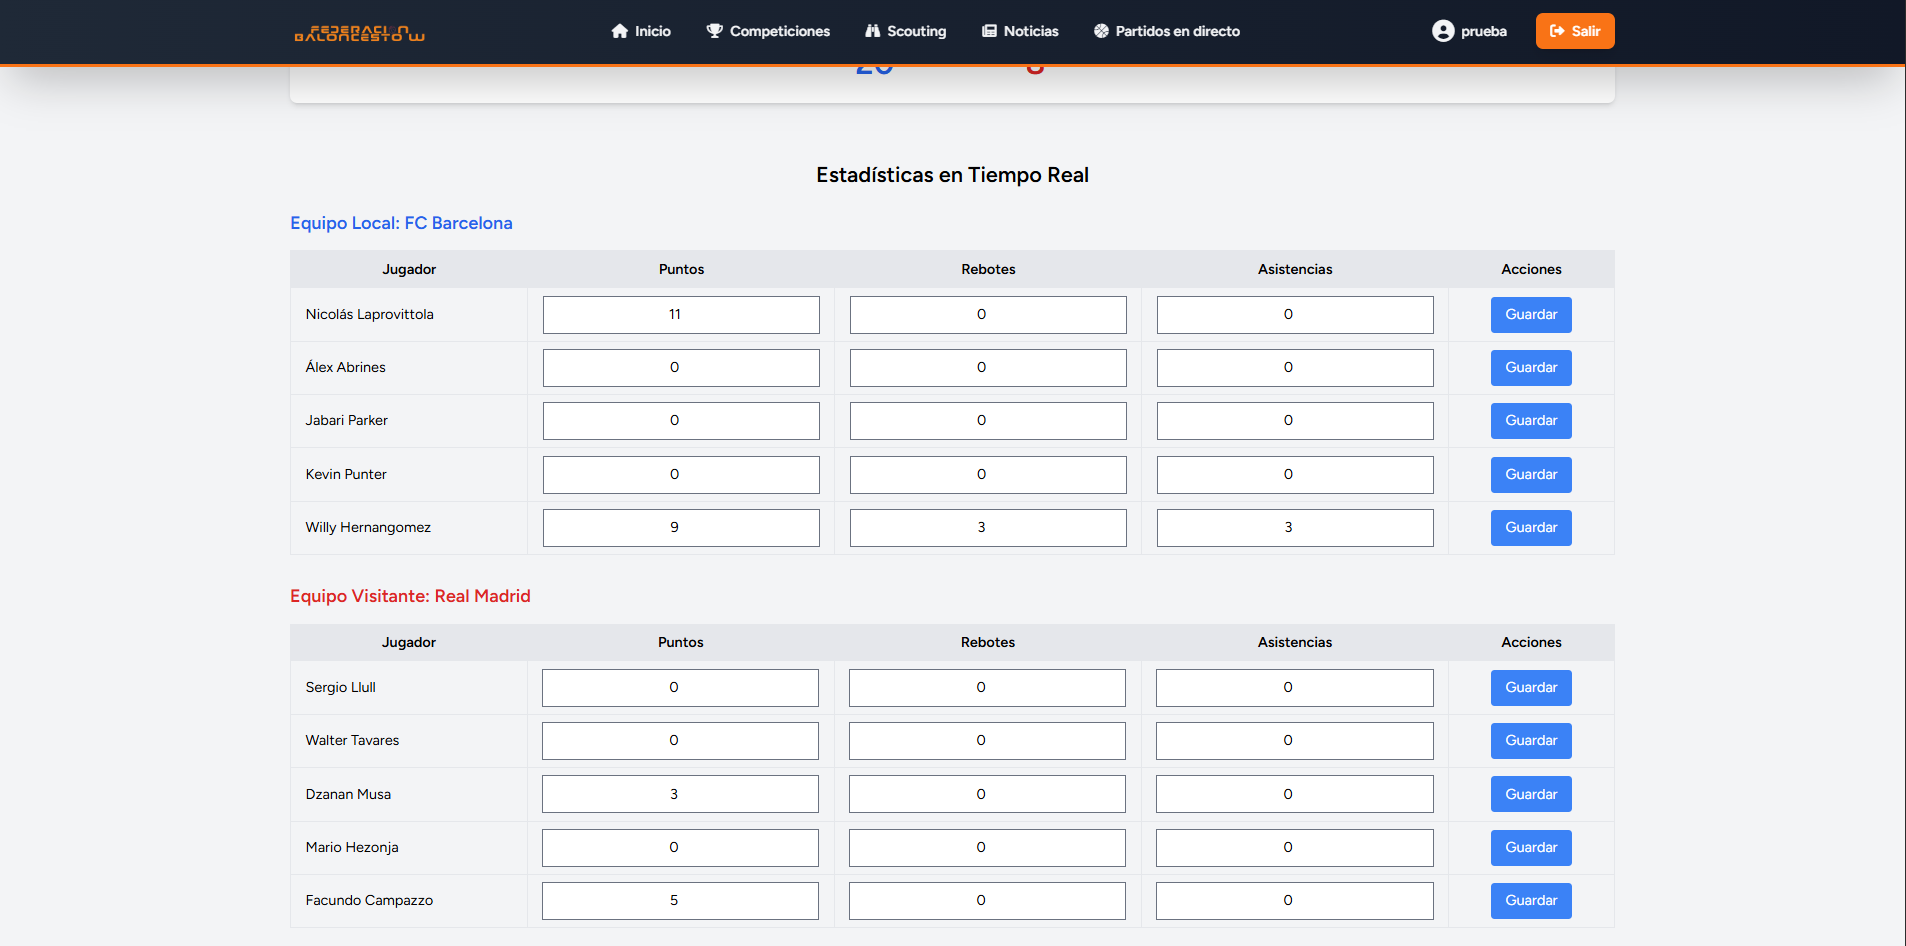 FEDERACION
BALONCESTO
Inicio Competiciones Scouting Noticias Partidos en directo prueba Salir
20 8
Estadísticas en Tiempo Real
Equipo Local: FC Barcelona
Jugador Puntos Rebotes Asistencias Acciones
Nicolás Laprovittola 11 0 0 Guardar
Álex Abrines 0 0 0 Guardar
Jabari Parker 0 0 0 Guardar
Kevin Punter 0 0 0 Guardar
Willy Hernangomez 9 3 3 Guardar
Equipo Visitante: Real Madrid
Jugador Puntos Rebotes Asistencias Acciones
Sergio Llull 0 0 0 Guardar
Walter Tavares 0 0 0 Guardar
Dzanan Musa 3 0 0 Guardar
Mario Hezonja 0 0 0 Guardar
Facundo Campazzo 5 0 0 Guardar